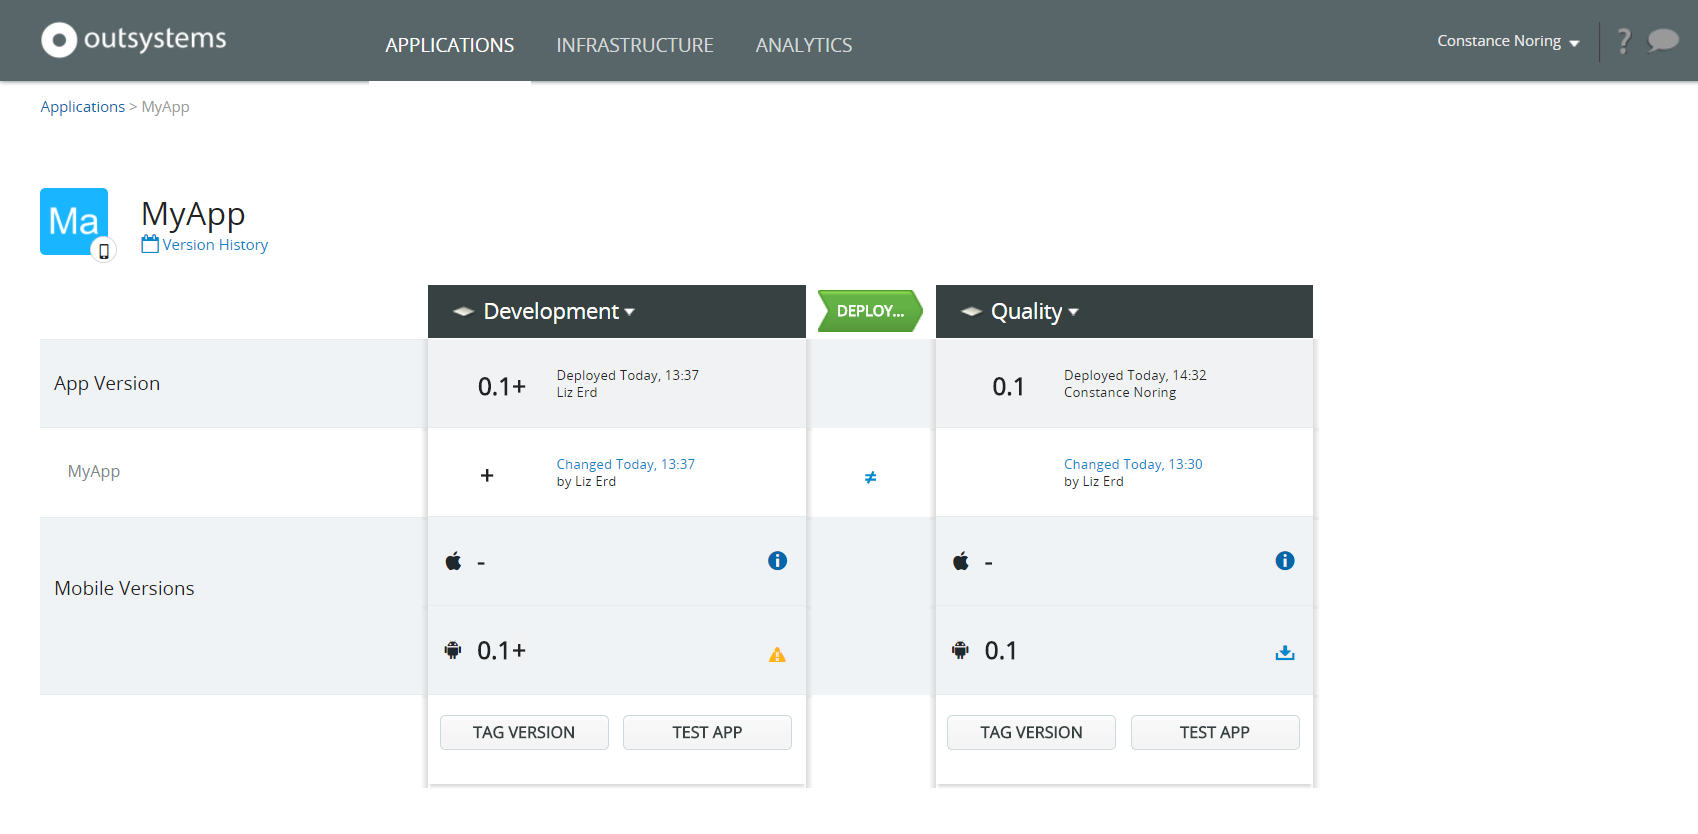 outsystems
APPLICATIONS INFRASTRUCTURE ANALYTICS
Constance Noring
?
Applications > MyApp
Ma
MyApp
Version History
Development
DEPLOY...
Quality
App Version
0.1+
Deployed Today, 13:37
Liz Erd
0.1
Deployed Today, 14:32
Constance Noring
MyApp
+
Changed Today, 13:37
by Liz Erd
≠
Changed Today, 13:30
by Liz Erd
Mobile Versions
-
i
-
i
0.1+
!
0.1
TAG VERSION
TEST APP
TAG VERSION
TEST APP